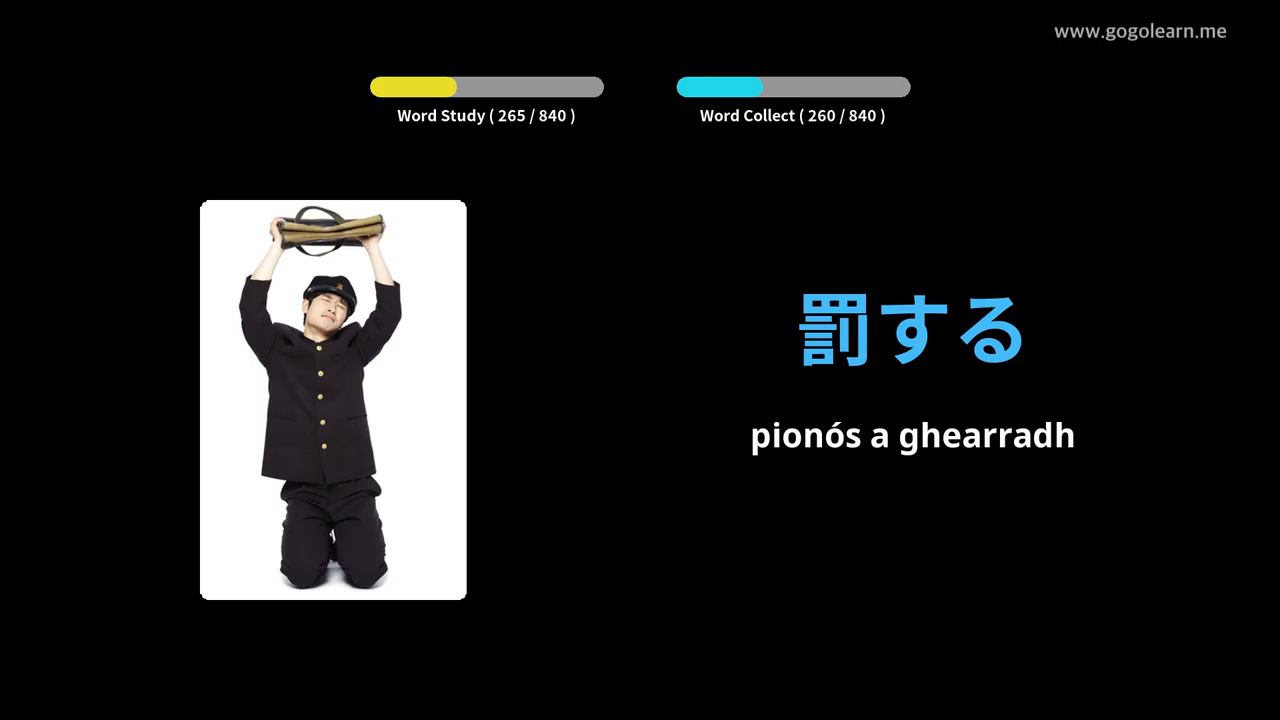 www.gogolearn.me
Word Study ( 265 / 840 )
Word Collect ( 260 / 840 )
罰する
pionós a ghearradh